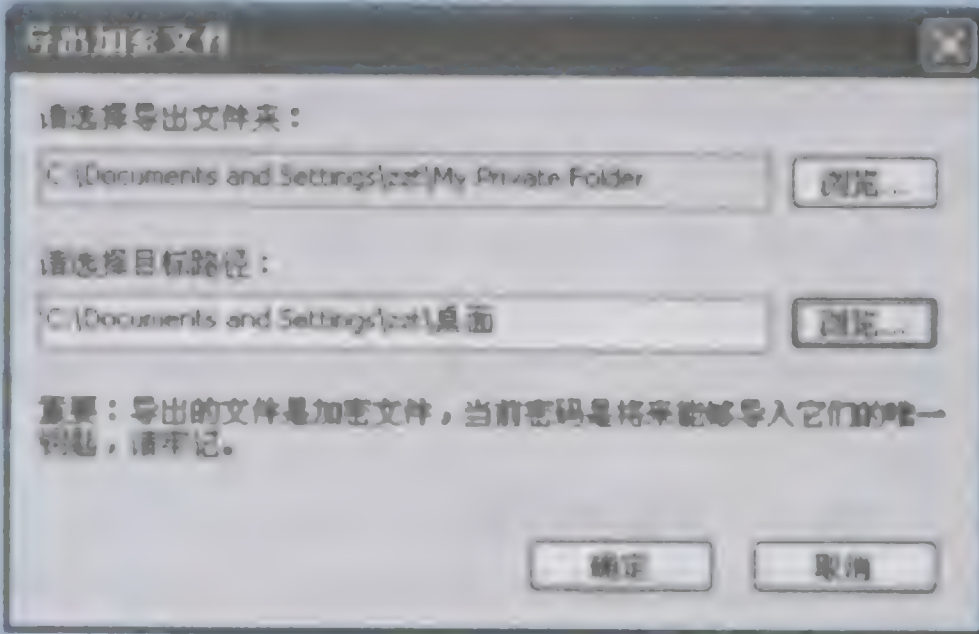 导出加密文件
请选择导出文件夹：
C:\Documents and Settings\zzt\My Private Folder
浏览...
请选择目标路径：
C:\Documents and Settings\zzt\桌面
浏览...
重要：导出的文件是加密文件，当前密码是将来能够导入它们的唯一
钥匙，请牢记。
确定
取消